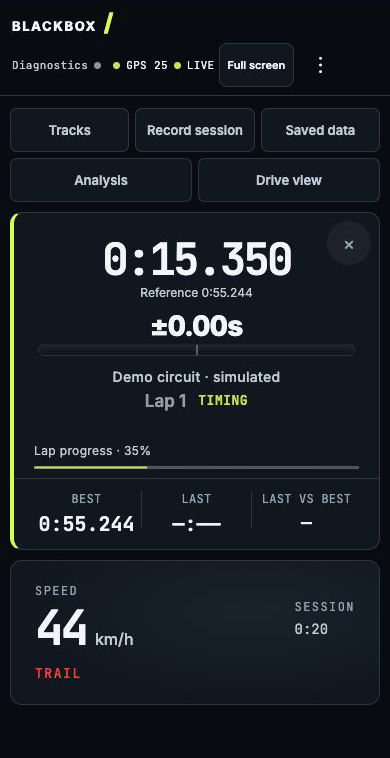 BLACKBOX /
Diagnostics GPS 25 LIVE Full screen
Tracks Record session Saved data
Analysis Drive view
×
0:15.350
Reference 0:55.244
±0.00s
Demo circuit · simulated
Lap 1 TIMING
Lap progress · 35%
BEST LAST LAST VS BEST
0:55.244 —:—— —
SPEED
44 km/h
TRAIL
SESSION
0:20